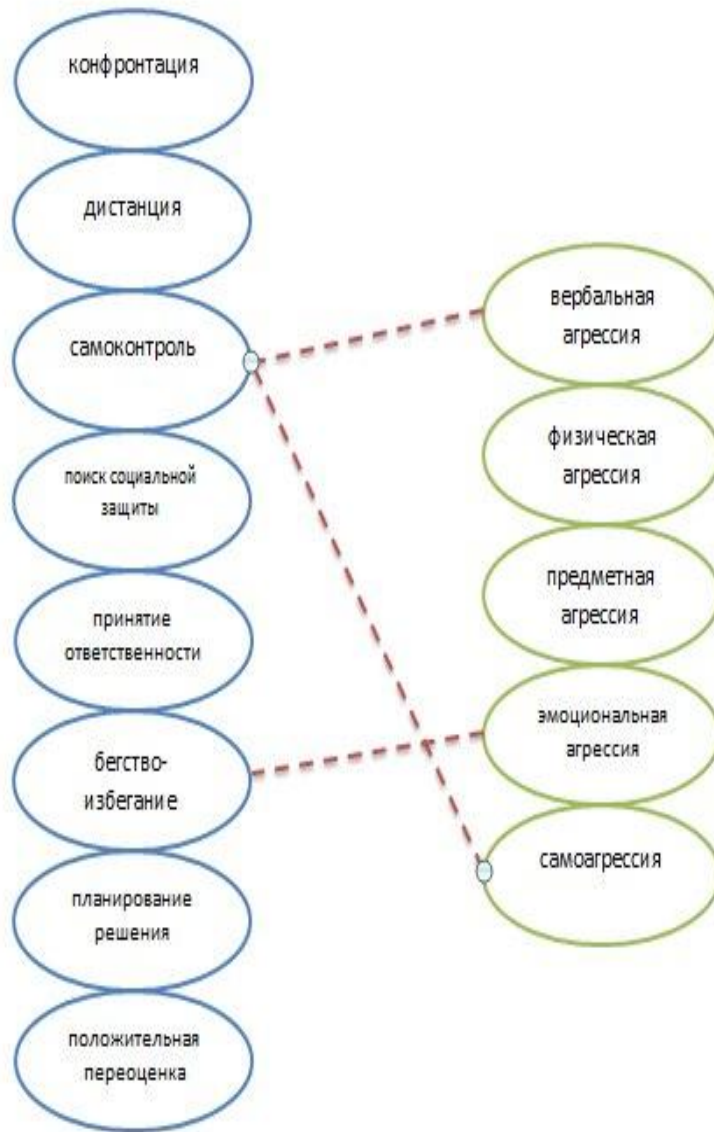 конфронтация
дистанция
самоконтроль
поиск социальной
защиты
принятие
ответственности
бегство-
избегание
планирование
решения
положительная
переоценка
вербальная
агрессия
физическая
агрессия
предметная
агрессия
эмоциональная
агрессия
самоагрессия